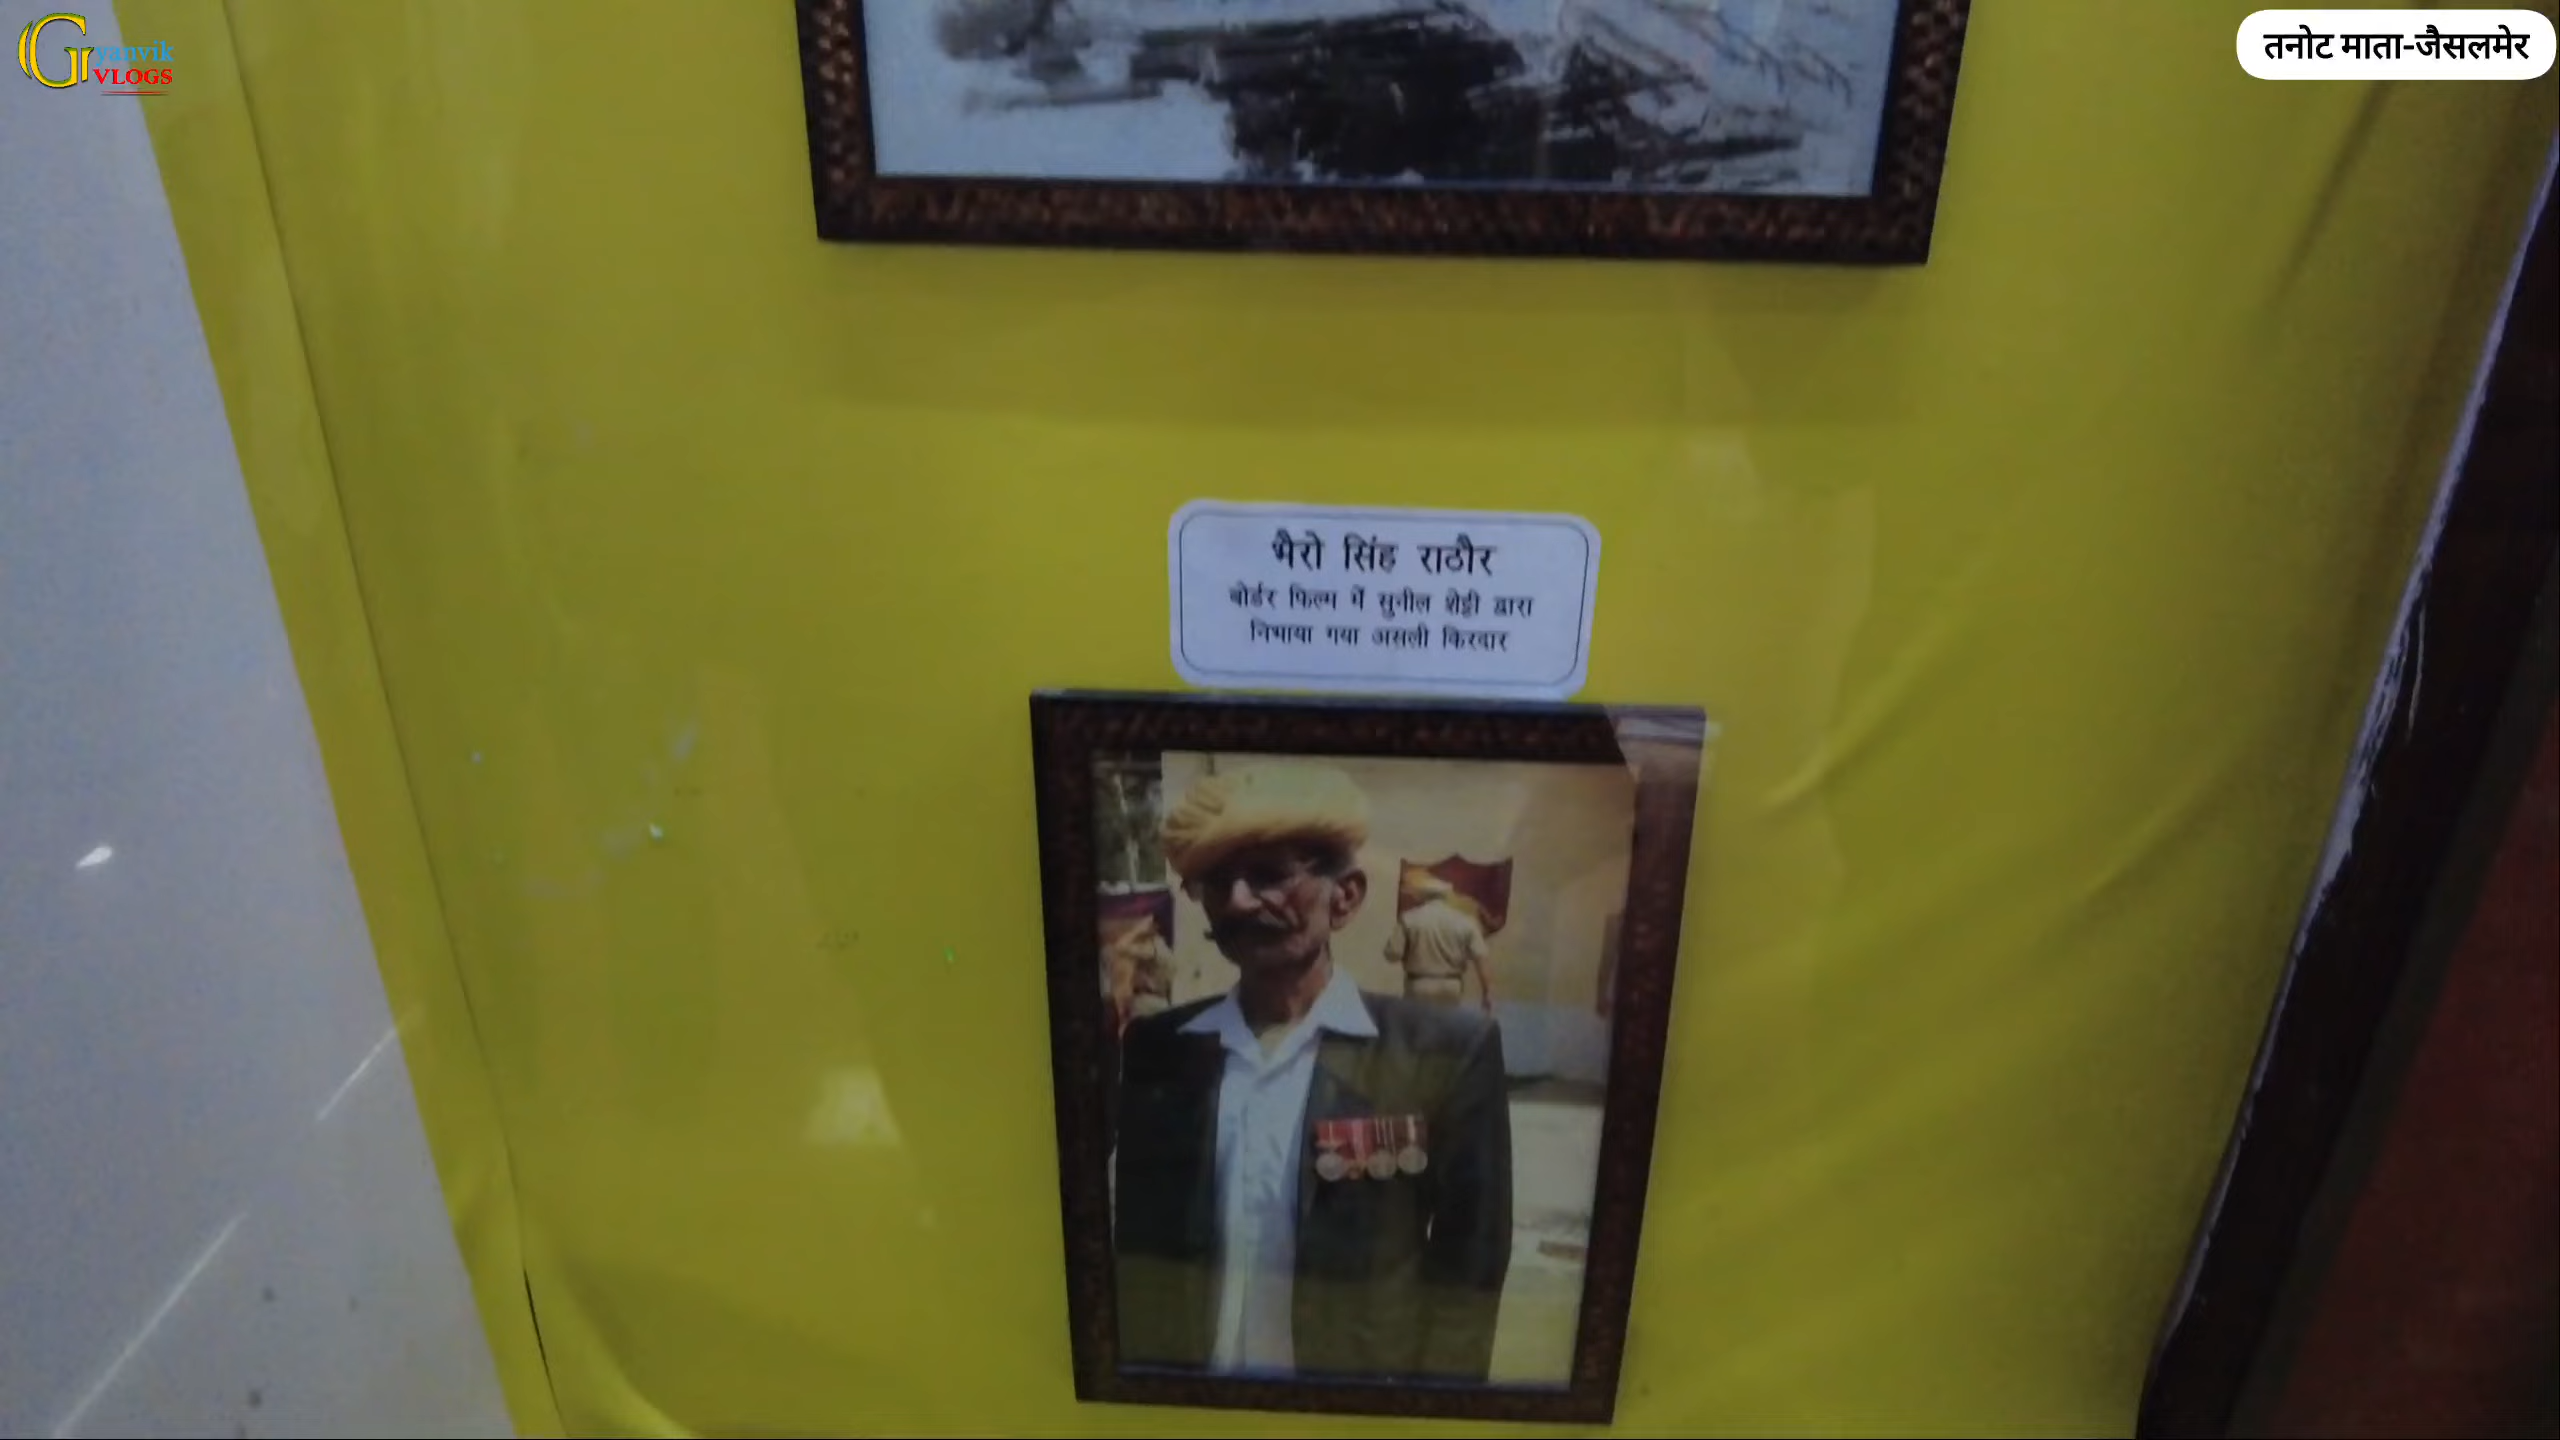 Gyanvik
VLOGS
तनोट माता-जैसलमेर
भैरो सिंह राठौर
बोर्डर फिल्म में सुनील शेट्टी द्वारा
निभाया गया असली किरदार